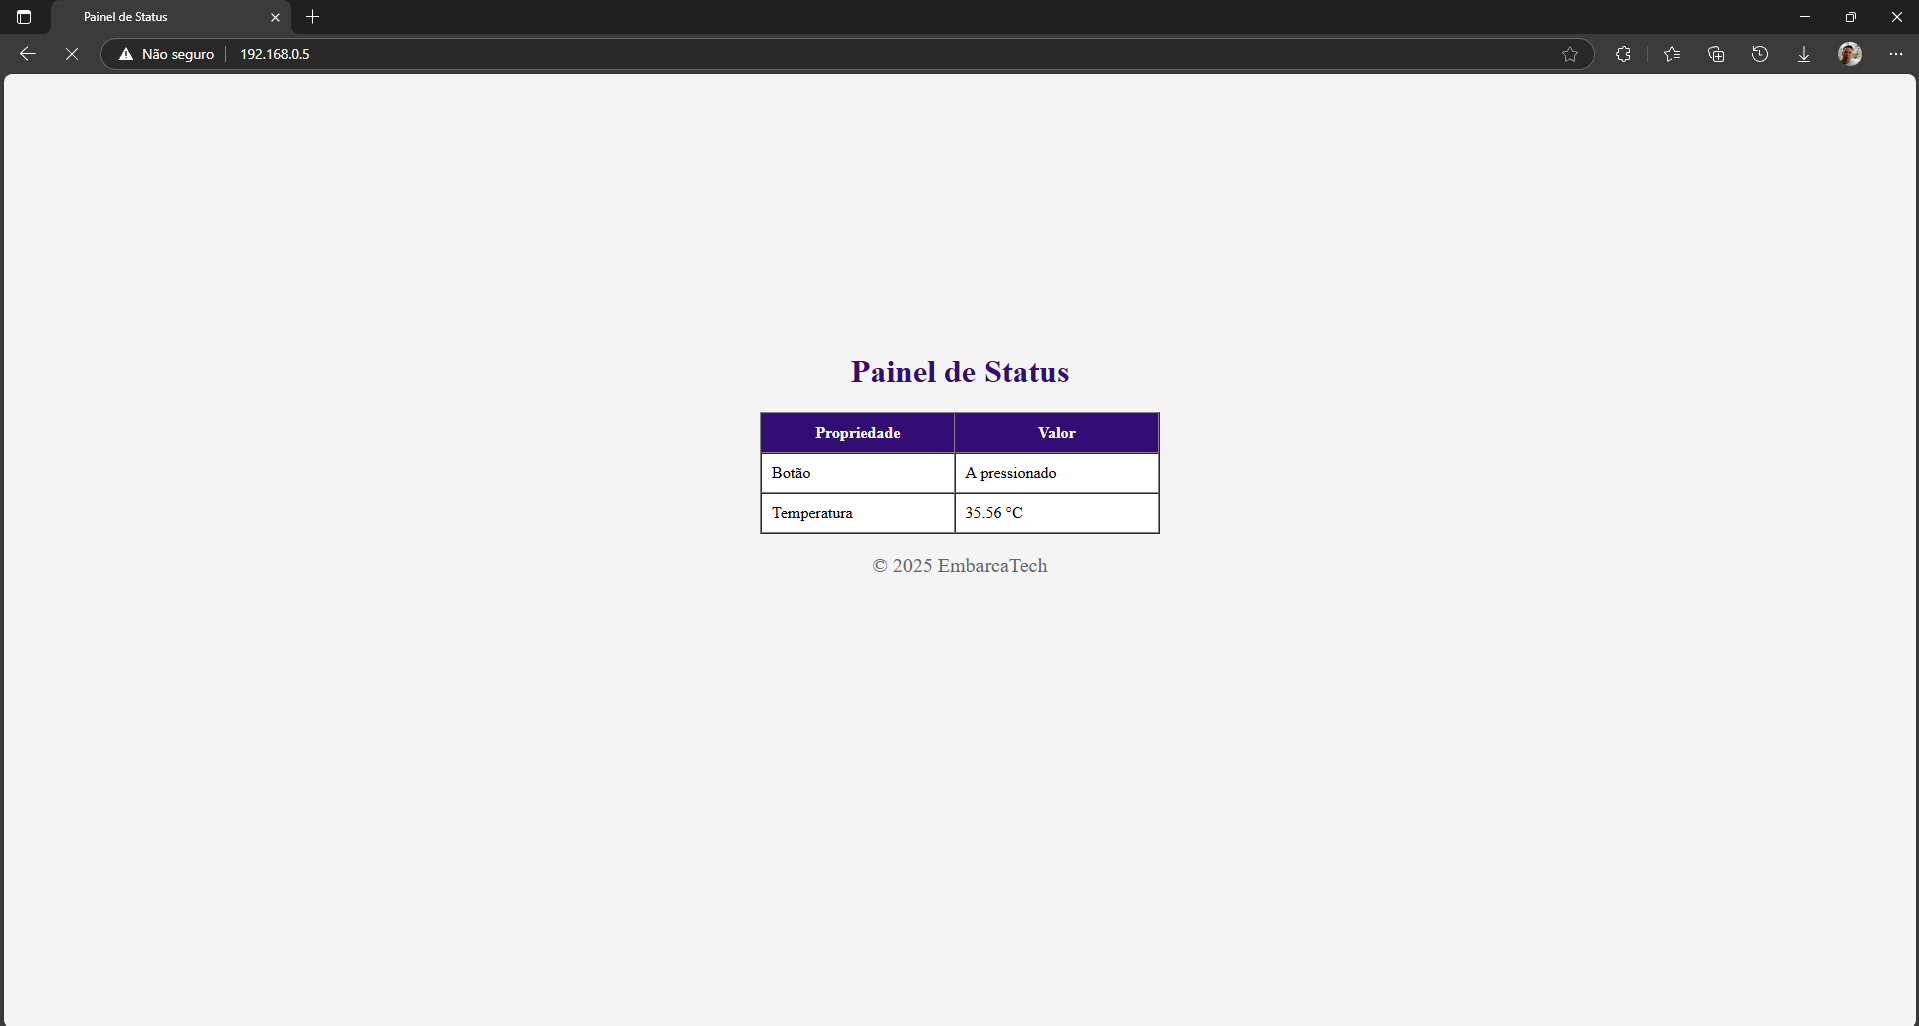 Painel de Status
Não seguro
192.168.0.5
Painel de Status
Propriedade Valor
Botão A pressionado
Temperatura 35.56 °C
© 2025 EmbarcaTech